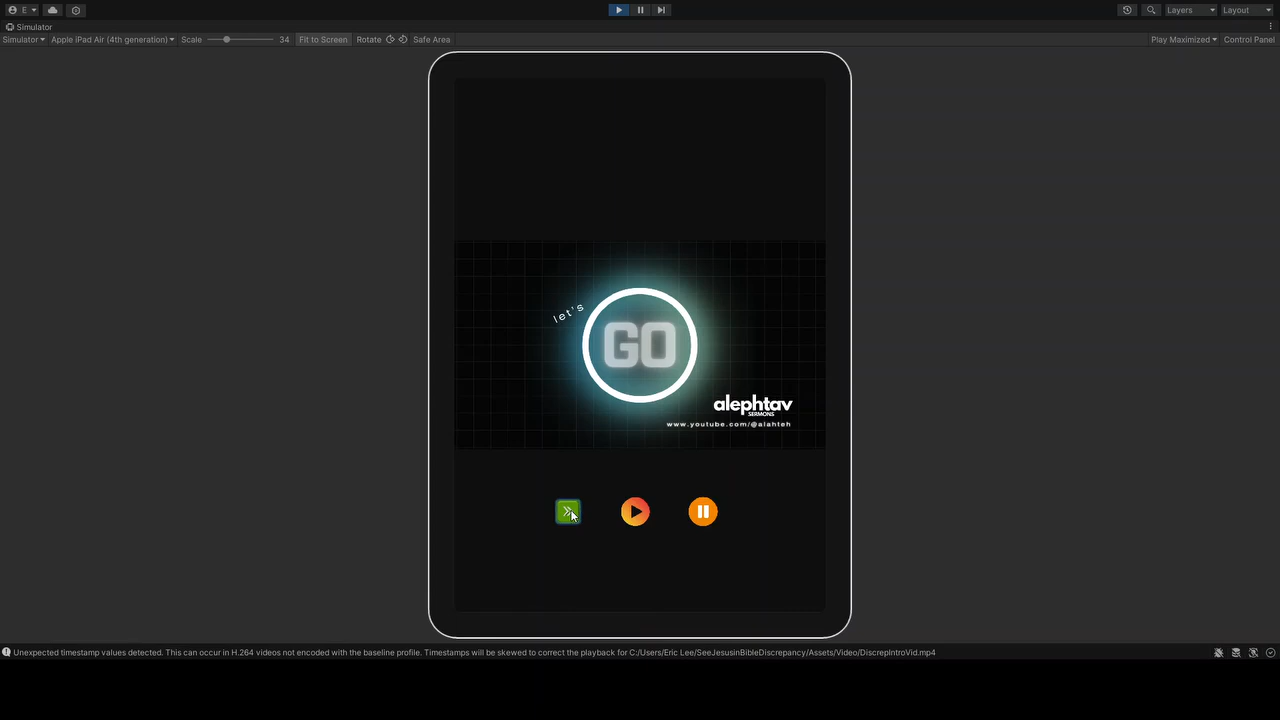 E
Layers
Layout
Simulator
Simulator
Apple iPad Air (4th generation)
Scale
34
Fit to Screen
Rotate
Safe Area
Play Maximized
Control Panel
let's
GO
alephtav
SERMONS
www.youtube.com/@alahteh
Unexpected timestamp values detected. This can occur in H.264 videos not encoded with the baseline profile. Timestamps will be skewed to correct the playback for C:/Users/Eric Lee/SeeJesusinBibleDiscrepancy/Assets/Video/DiscrepIntroVid.mp4